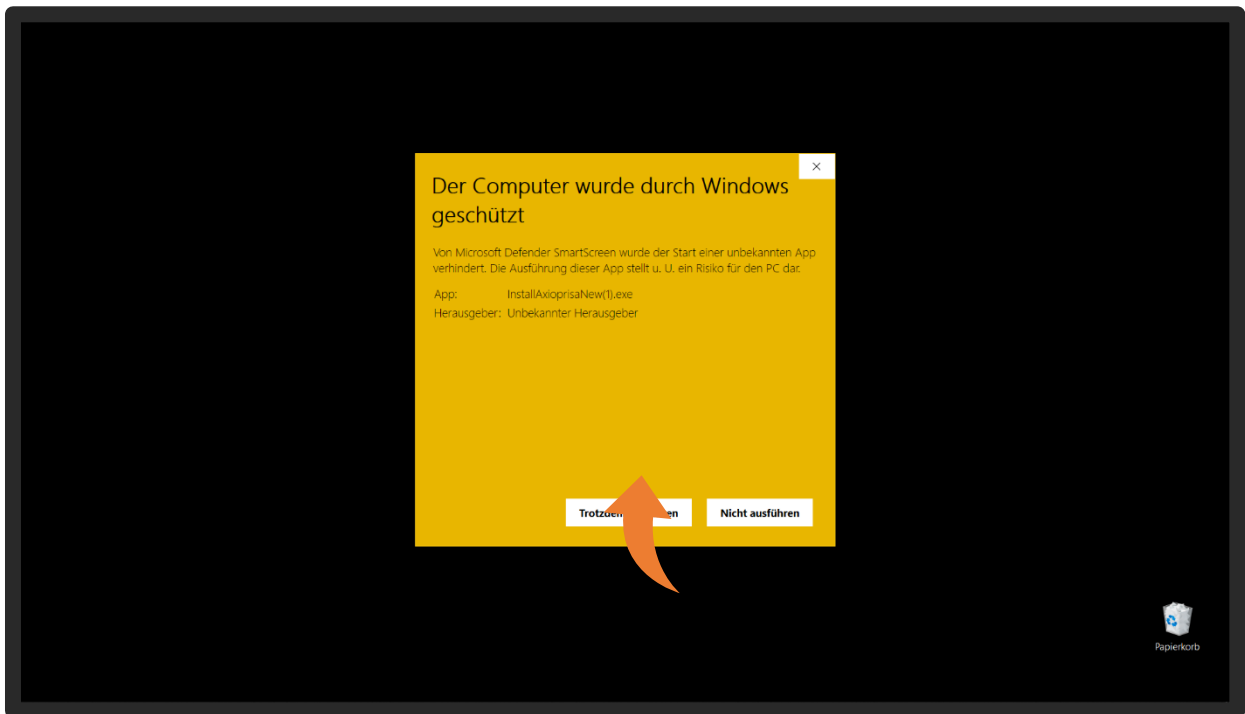 Der Computer wurde durch Windows
geschützt
Von Microsoft Defender SmartScreen wurde der Start einer unbekannten App
verhindert. Die Ausführung dieser App stellt u. U. ein Risiko für den PC dar.
App: InstallAxioprisaNew(1).exe
Herausgeber: Unbekannter Herausgeber
Nicht ausführen
Papierkorb